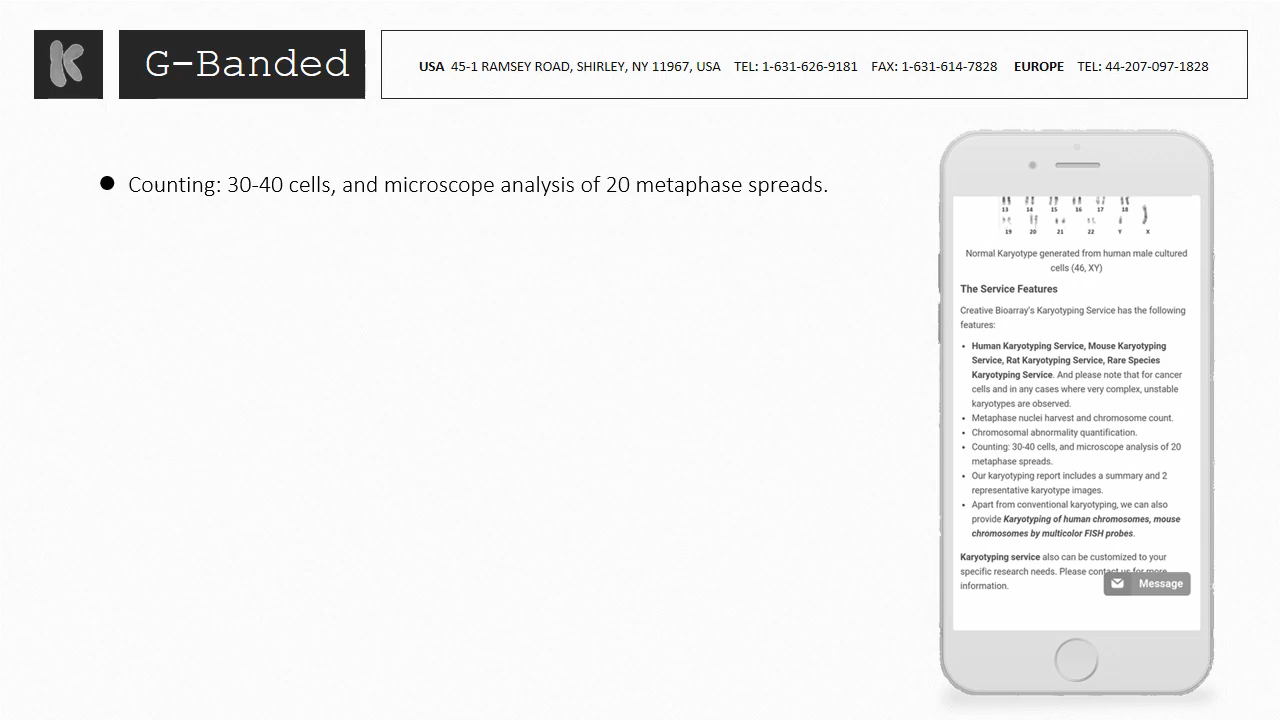 K
G-Banded
USA 45-1 RAMSEY ROAD, SHIRLEY, NY 11967, USA TEL: 1-631-626-9181 FAX: 1-631-614-7828 EUROPE TEL: 44-207-097-1828
● Counting: 30-40 cells, and microscope analysis of 20 metaphase spreads.
13 14 15 16 17 18
19 20 21 22 Y X
Normal Karyotype generated from human male cultured
cells (46, XY)
The Service Features
Creative Bioarray's Karyotyping Service has the following
features:
• Human Karyotyping Service, Mouse Karyotyping
Service, Rat Karyotyping Service, Rare Species
Karyotyping Service. And please note that for cancer
cells and in any cases where very complex, unstable
karyotypes are observed.
• Metaphase nuclei harvest and chromosome count.
• Chromosomal abnormality quantification.
• Counting: 30-40 cells, and microscope analysis of 20
metaphase spreads.
• Our karyotyping report includes a summary and 2
representative karyotype images.
• Apart from conventional karyotyping, we can also
provide Karyotyping of human chromosomes, mouse
chromosomes by multicolor FISH probes.
Karyotyping service also can be customized to your
specific research needs. Please contact us for more
information.
Message